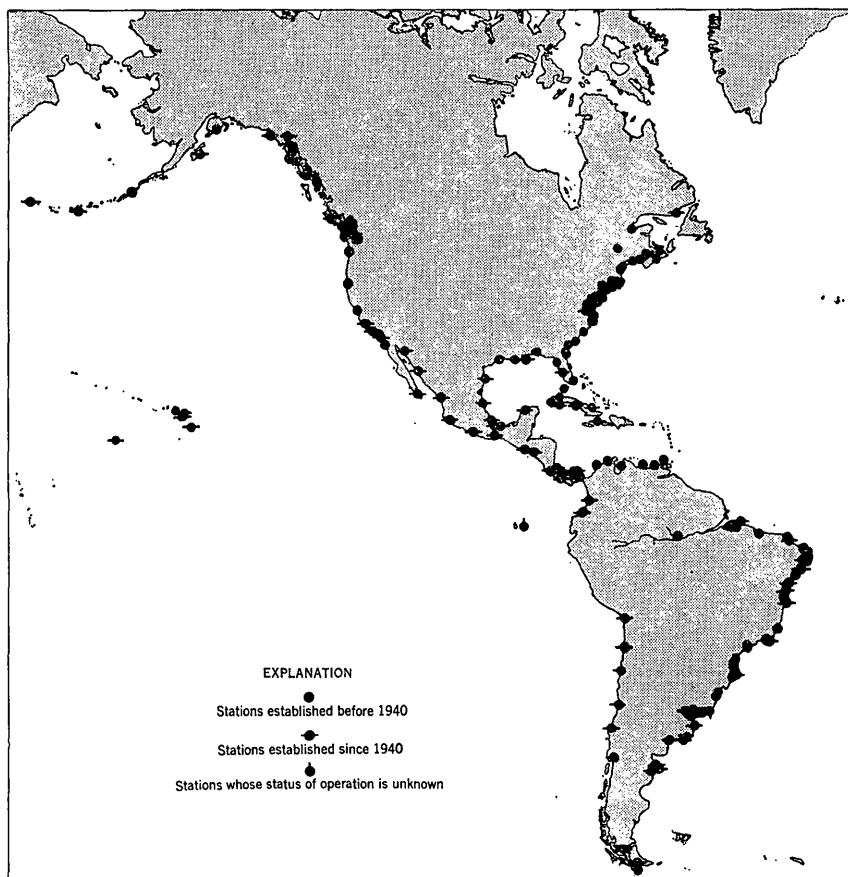 EXPLANATION
Stations established before 1940
Stations established since 1940
Stations whose status of operation is unknown